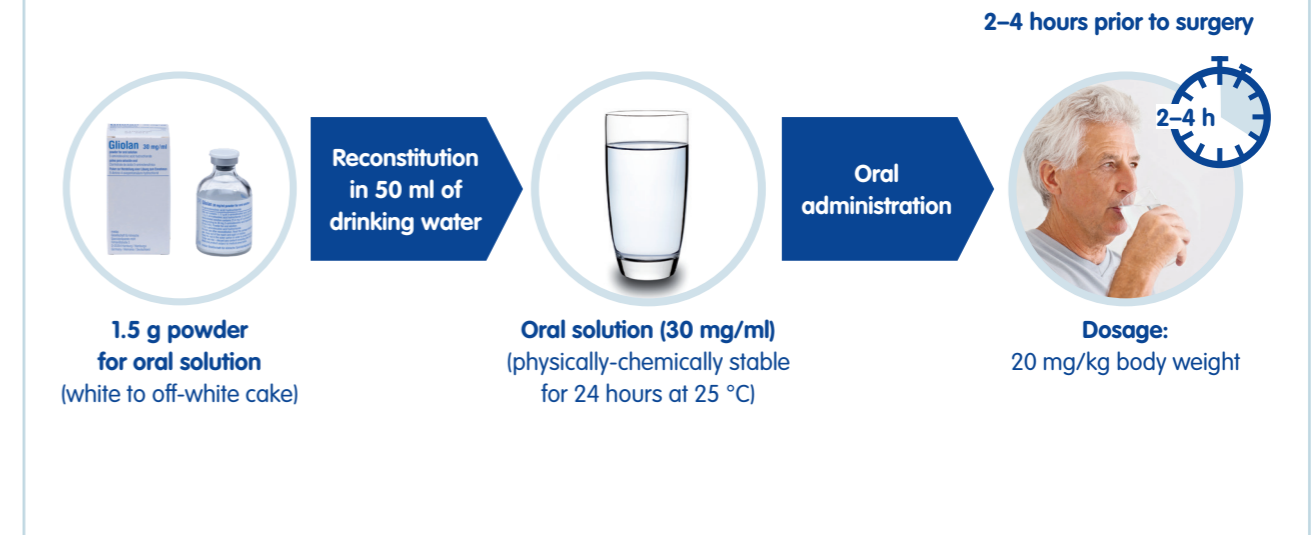 2–4 hours prior to surgery
Gliolan 30 mg/ml
2–4 h
Reconstitution
in 50 ml of
drinking water
Oral
administration
1.5 g powder
for oral solution
(white to off-white cake)
Oral solution (30 mg/ml)
(physically-chemically stable
for 24 hours at 25 °C)
Dosage:
20 mg/kg body weight